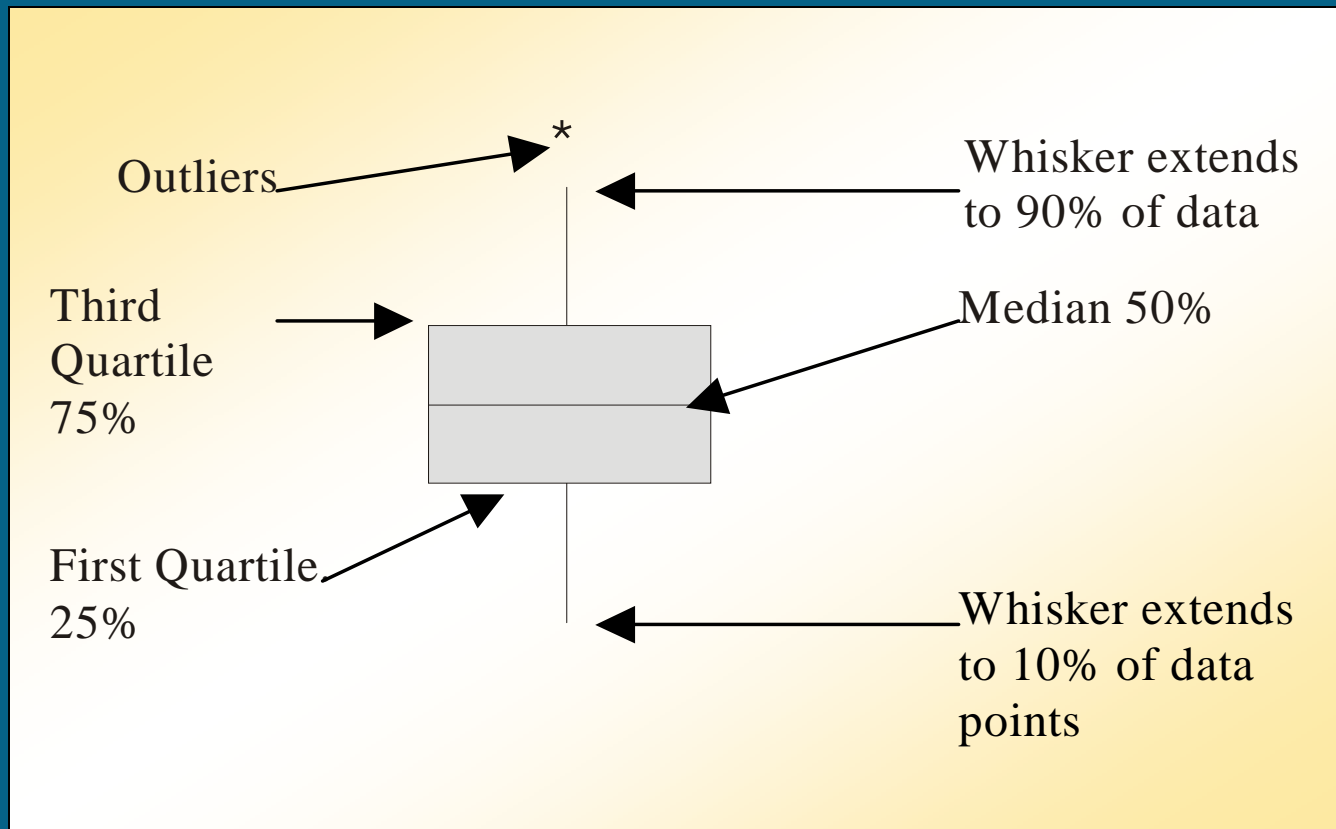 *
Outliers
Whisker extends
to 90% of data
Third
Quartile
75%
Median 50%
First Quartile
25%
Whisker extends
to 10% of data
points